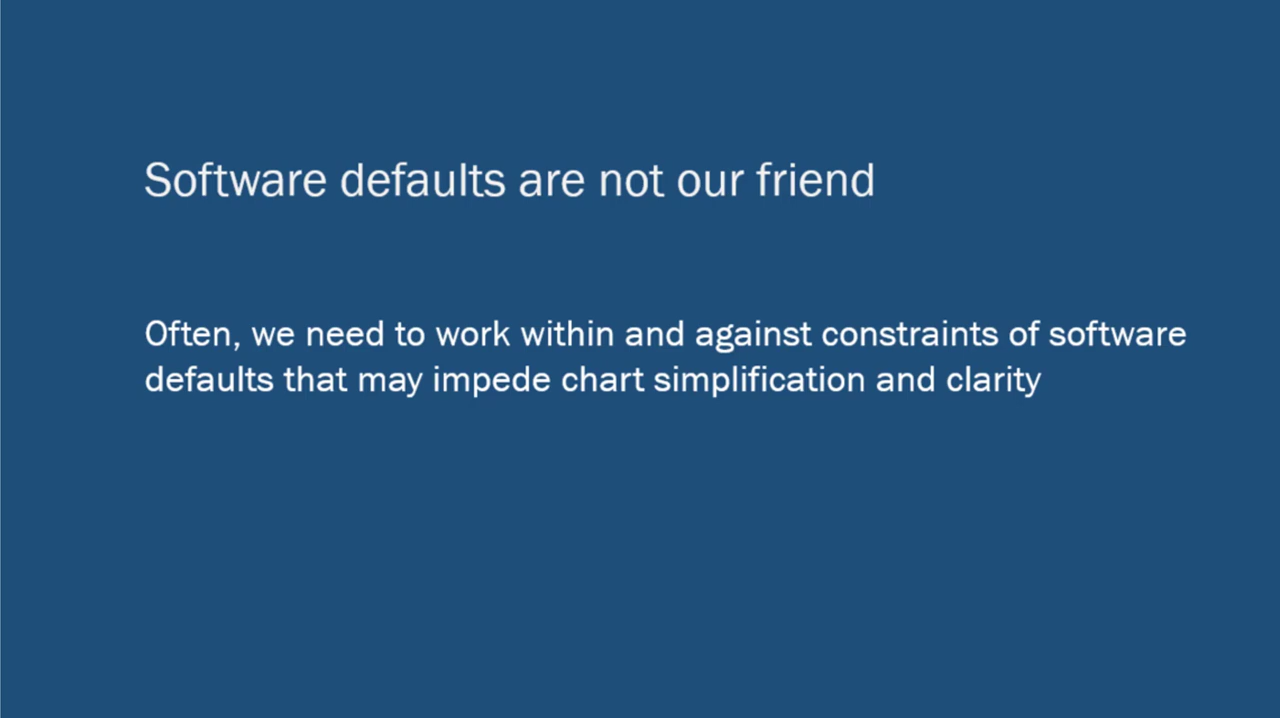 Software defaults are not our friend
Often, we need to work within and against constraints of software
defaults that may impede chart simplification and clarity